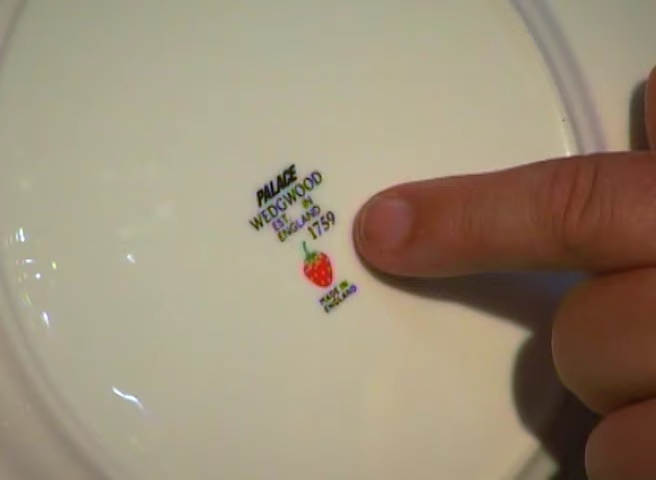 PALACE
WEDGWOOD
EST. IN
ENGLAND
1759
MADE IN
ENGLAND